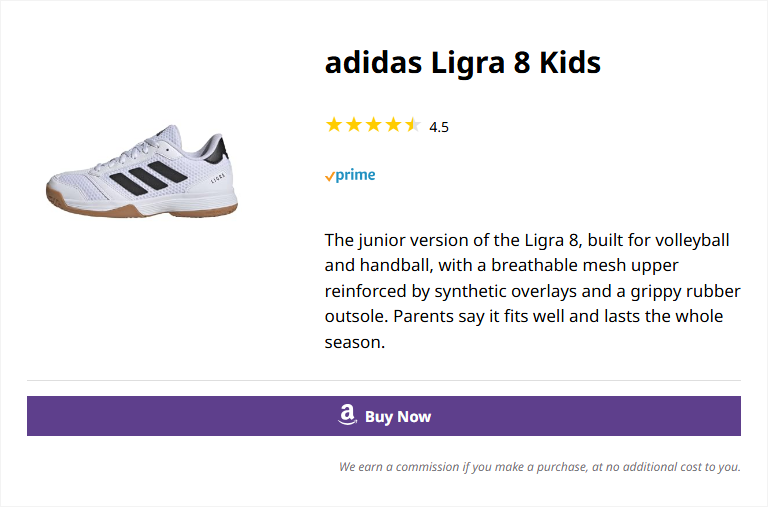 adidas Ligra 8 Kids
4.5
prime
LIGRA
The junior version of the Ligra 8, built for volleyball
and handball, with a breathable mesh upper
reinforced by synthetic overlays and a grippy rubber
outsole. Parents say it fits well and lasts the whole
season.
a Buy Now
We earn a commission if you make a purchase, at no additional cost to you.